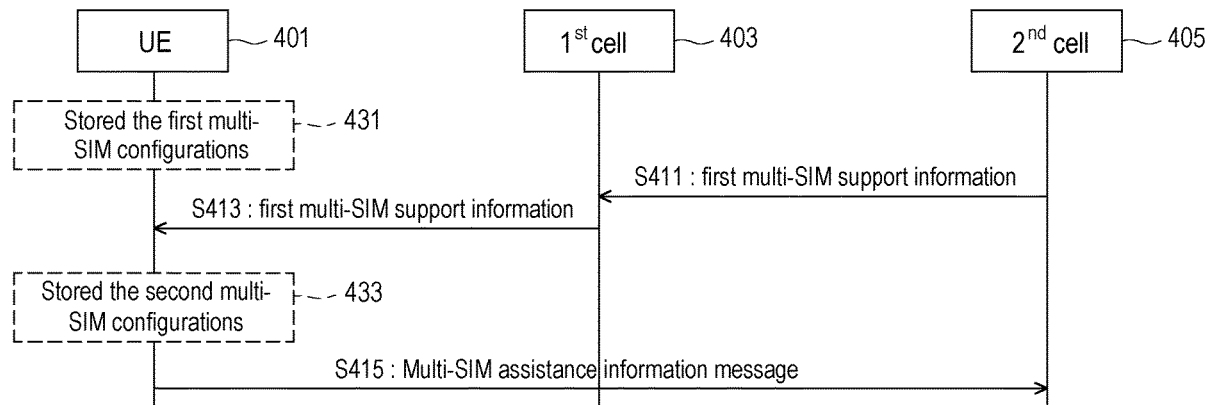 UE 401 1st cell 403 2nd cell 405
Stored the first multi- 431
SIM configurations
S411 : first multi-SIM support information
S413 : first multi-SIM support information
Stored the second multi- 433
SIM configurations
S415 : Multi-SIM assistance information message